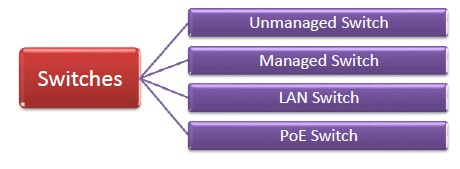 Switches
Unmanaged Switch
Managed Switch
LAN Switch
PoE Switch